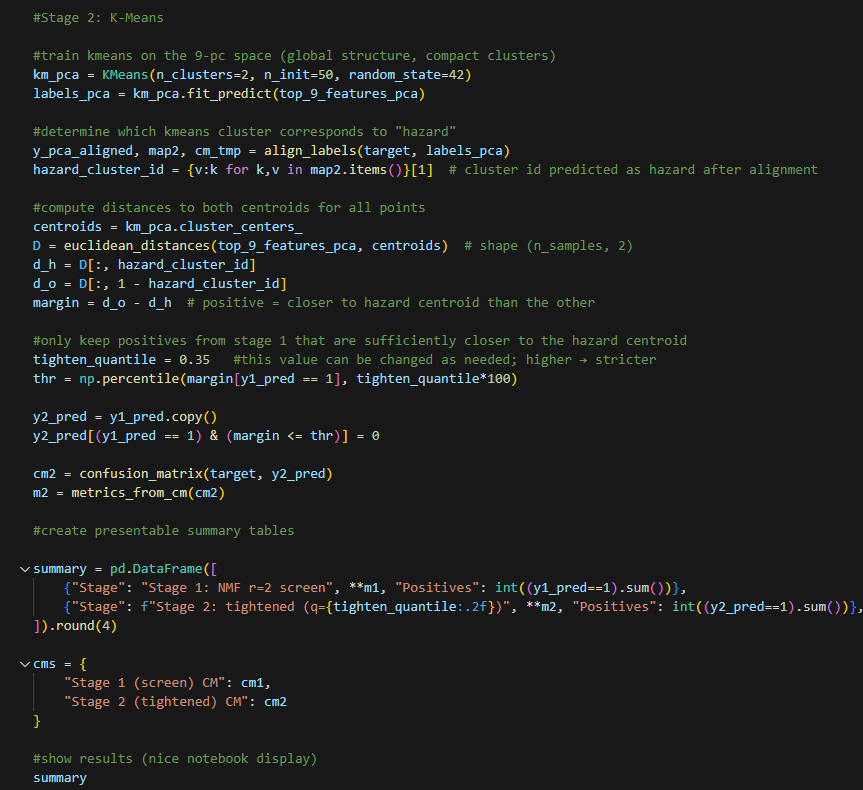 #Stage 2: K-Means
#train kmeans on the 9-pc space (global structure, compact clusters)
km_pca = KMeans(n_clusters=2, n_init=50, random_state=42)
labels_pca = km_pca.fit_predict(top_9_features_pca)
#determine which kmeans cluster corresponds to "hazard"
y_pca_aligned, map2, cm_tmp = align_labels(target, labels_pca)
hazard_cluster_id = {v:k for k,v in map2.items()}[1]  # cluster id predicted as hazard after alignment
#compute distances to both centroids for all points
centroids = km_pca.cluster_centers_
D = euclidean_distances(top_9_features_pca, centroids)  # shape (n_samples, 2)
d_h = D[:, hazard_cluster_id]
d_o = D[:, 1 - hazard_cluster_id]
margin = d_o - d_h  # positive = closer to hazard centroid than the other
#only keep positives from stage 1 that are sufficiently closer to the hazard centroid
tighten_quantile = 0.35   #this value can be changed as needed; higher → stricter
thr = np.percentile(margin[y1_pred == 1], tighten_quantile*100)
y2_pred = y1_pred.copy()
y2_pred[(y1_pred == 1) & (margin <= thr)] = 0
cm2 = confusion_matrix(target, y2_pred)
m2 = metrics_from_cm(cm2)
#create presentable summary tables
summary = pd.DataFrame([
    {"Stage": "Stage 1: NMF r=2 screen", **m1, "Positives": int((y1_pred==1).sum())},
    {"Stage": f"Stage 2: tightened (q={tighten_quantile:.2f})", **m2, "Positives": int((y2_pred==1).sum())},
]).round(4)
cms = {
    "Stage 1 (screen) CM": cm1,
    "Stage 2 (tightened) CM": cm2
}
#show results (nice notebook display)
summary